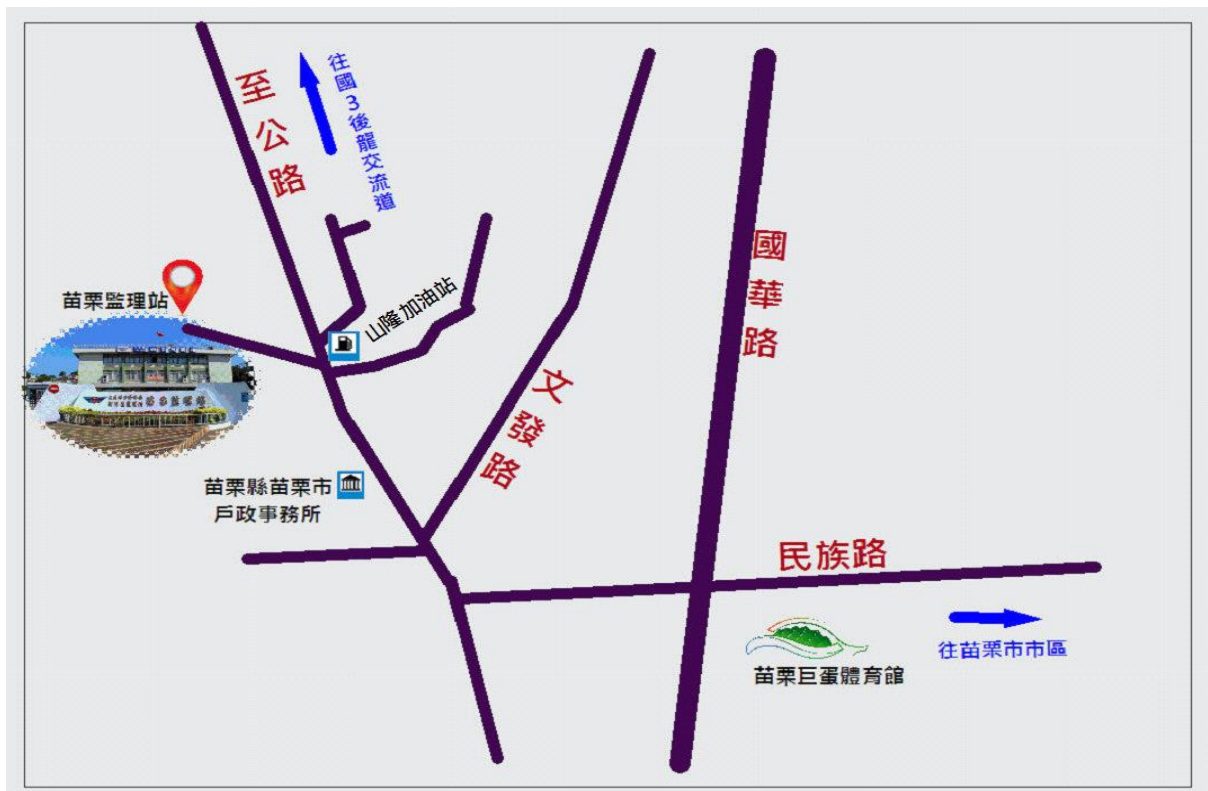 至公路
往國3後龍交流道
苗栗監理站
山隆加油站
國華路
文發路
苗栗縣苗栗市
戶政事務所
民族路
苗栗巨蛋體育館
往苗栗市市區